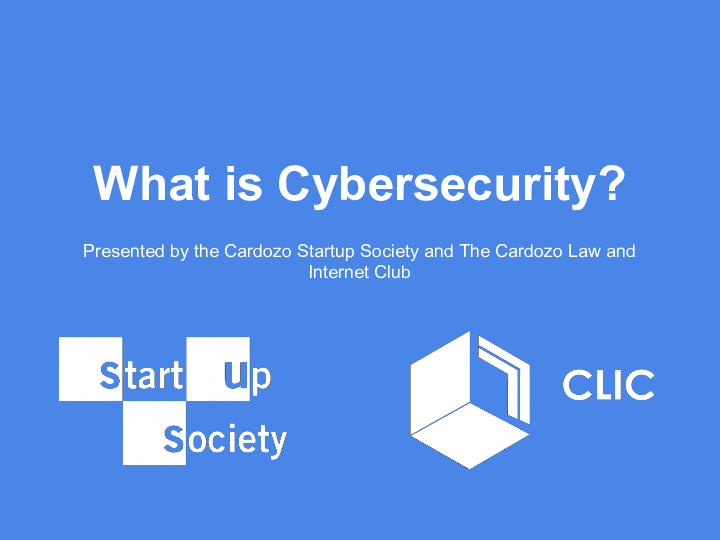 What is Cybersecurity?
Presented by the Cardozo Startup Society and The Cardozo Law and
Internet Club
Start up
Society
CLIC